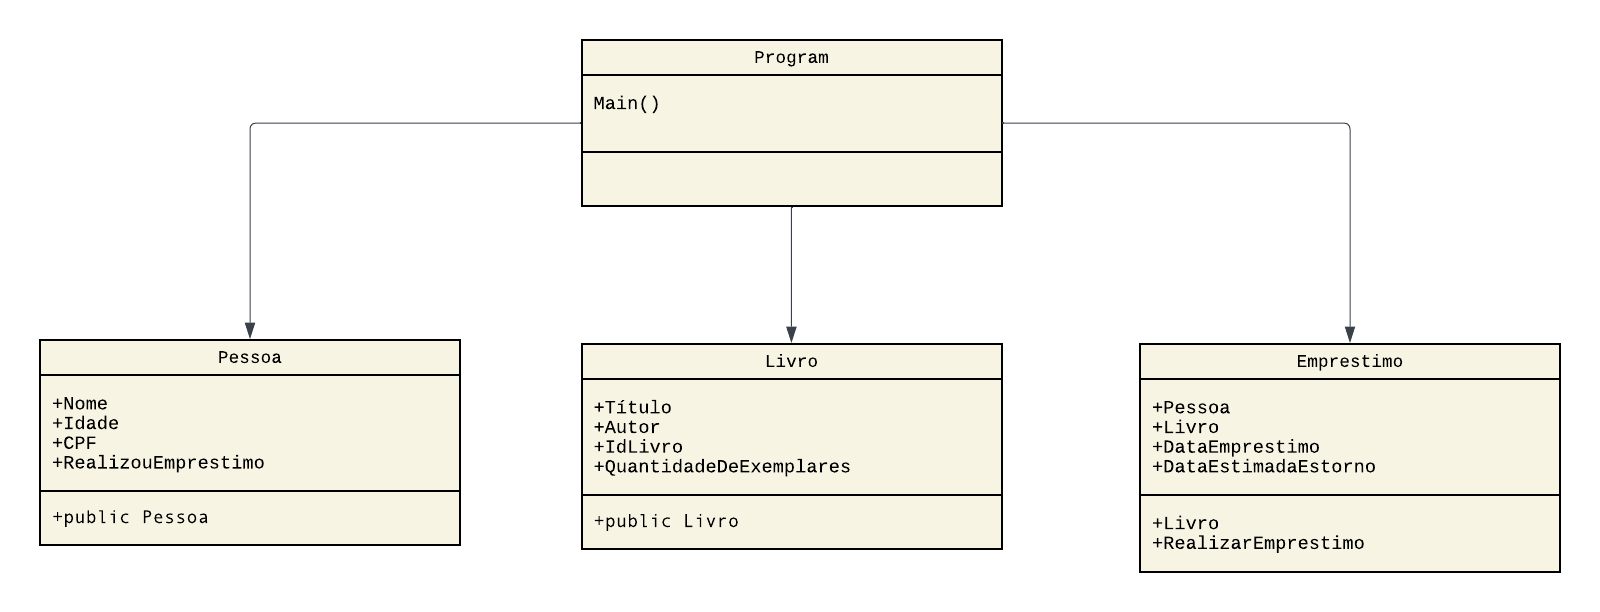 Program
Main()
Pessoa
+Nome
+Idade
+CPF
+RealizouEmprestimo
+public Pessoa
Livro
+Título
+Autor
+IdLivro
+QuantidadeDeExemplares
+public Livro
Emprestimo
+Pessoa
+Livro
+DataEmprestimo
+DataEstimadaEstorno
+Livro
+RealizarEmprestimo